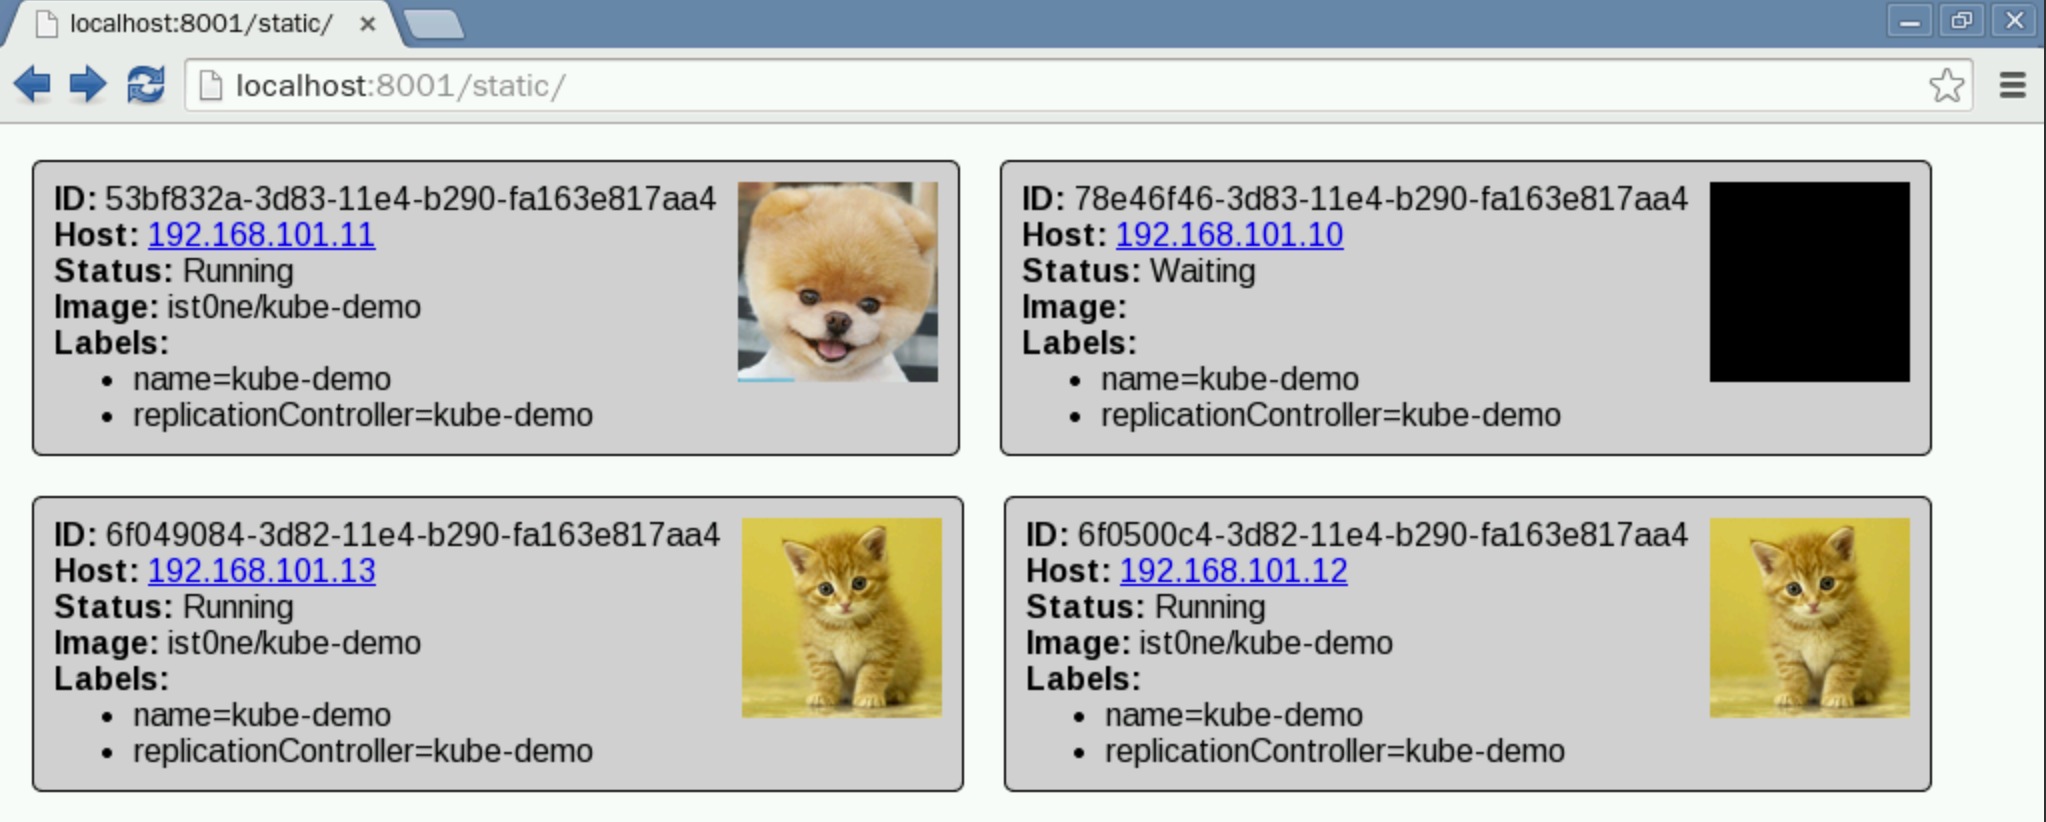 localhost:8001/static/
localhost:8001/static/
ID: 53bf832a-3d83-11e4-b290-fa163e817aa4
Host: 192.168.101.11
Status: Running
Image: ist0ne/kube-demo
Labels:
• name=kube-demo
• replicationController=kube-demo
ID: 78e46f46-3d83-11e4-b290-fa163e817aa4
Host: 192.168.101.10
Status: Waiting
Image:
Labels:
• name=kube-demo
• replicationController=kube-demo
ID: 6f049084-3d82-11e4-b290-fa163e817aa4
Host: 192.168.101.13
Status: Running
Image: ist0ne/kube-demo
Labels:
• name=kube-demo
• replicationController=kube-demo
ID: 6f0500c4-3d82-11e4-b290-fa163e817aa4
Host: 192.168.101.12
Status: Running
Image: ist0ne/kube-demo
Labels:
• name=kube-demo
• replicationController=kube-demo